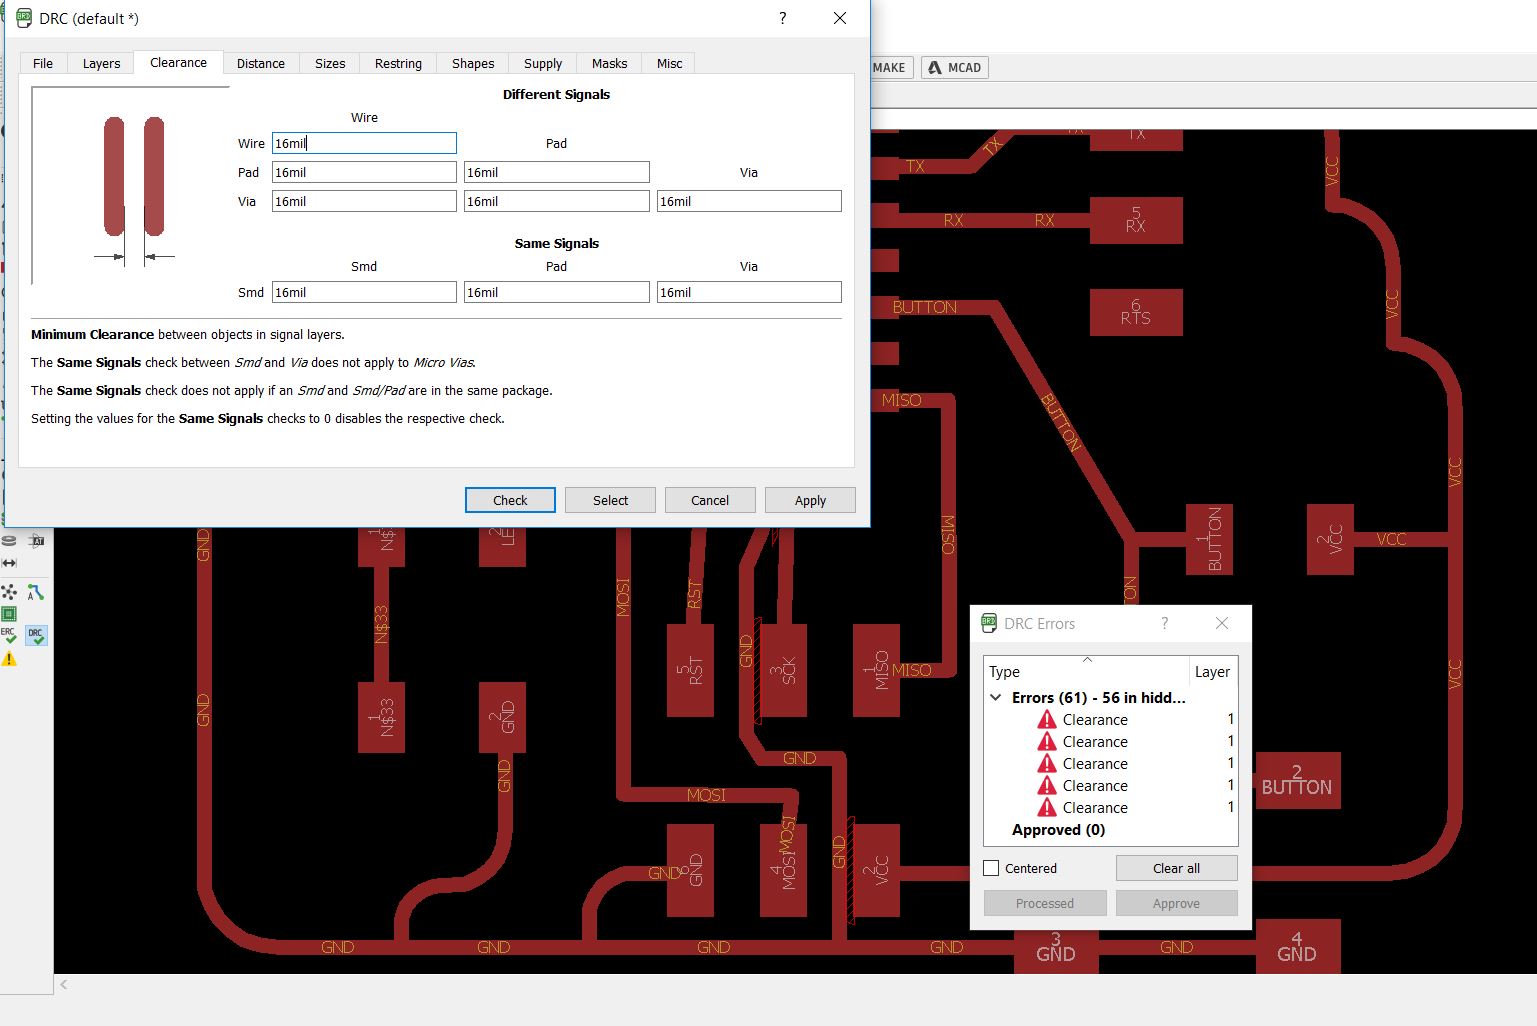 DRC (default *)
?
File Layers Clearance Distance Sizes Restring Shapes Supply Masks Misc
MAKE MCAD
Different Signals
Wire
Wire 16mil Pad
Pad 16mil 16mil Via
Via 16mil 16mil 16mil
Same Signals
Smd Pad Via
Smd 16mil 16mil 16mil
Minimum Clearance between objects in signal layers.
The Same Signals check between Smd and Via does not apply to Micro Vias.
The Same Signals check does not apply if an Smd and Smd/Pad are in the same package.
Setting the values for the Same Signals checks to 0 disables the respective check.
Check Select Cancel Apply
TX
TX
TX
TX
VCC
RX RX
5
RX
6
RTS
BUTTON
VCC
BUTTON
MISO
MISO
VCC
1
BUTTON
2
VCC
VCC
GND
1
N$
2
LE
MOSI
RST
N$33
GND
5
RST
3
SCK
1
MISO
MISO
VCC
GND
1
N$33
2
GND
GND
GND
MOSI
MOSI
GND
6
GND
4
MOSI
GND
2
VCC
2
BUTTON
GND GND GND GND
3
GND
GND
4
GND
ERC
DRC
DRC Errors
?
Type Layer
Errors (61) - 56 in hidd...
Clearance 1
Clearance 1
Clearance 1
Clearance 1
Clearance 1
Approved (0)
Centered Clear all
Processed Approve